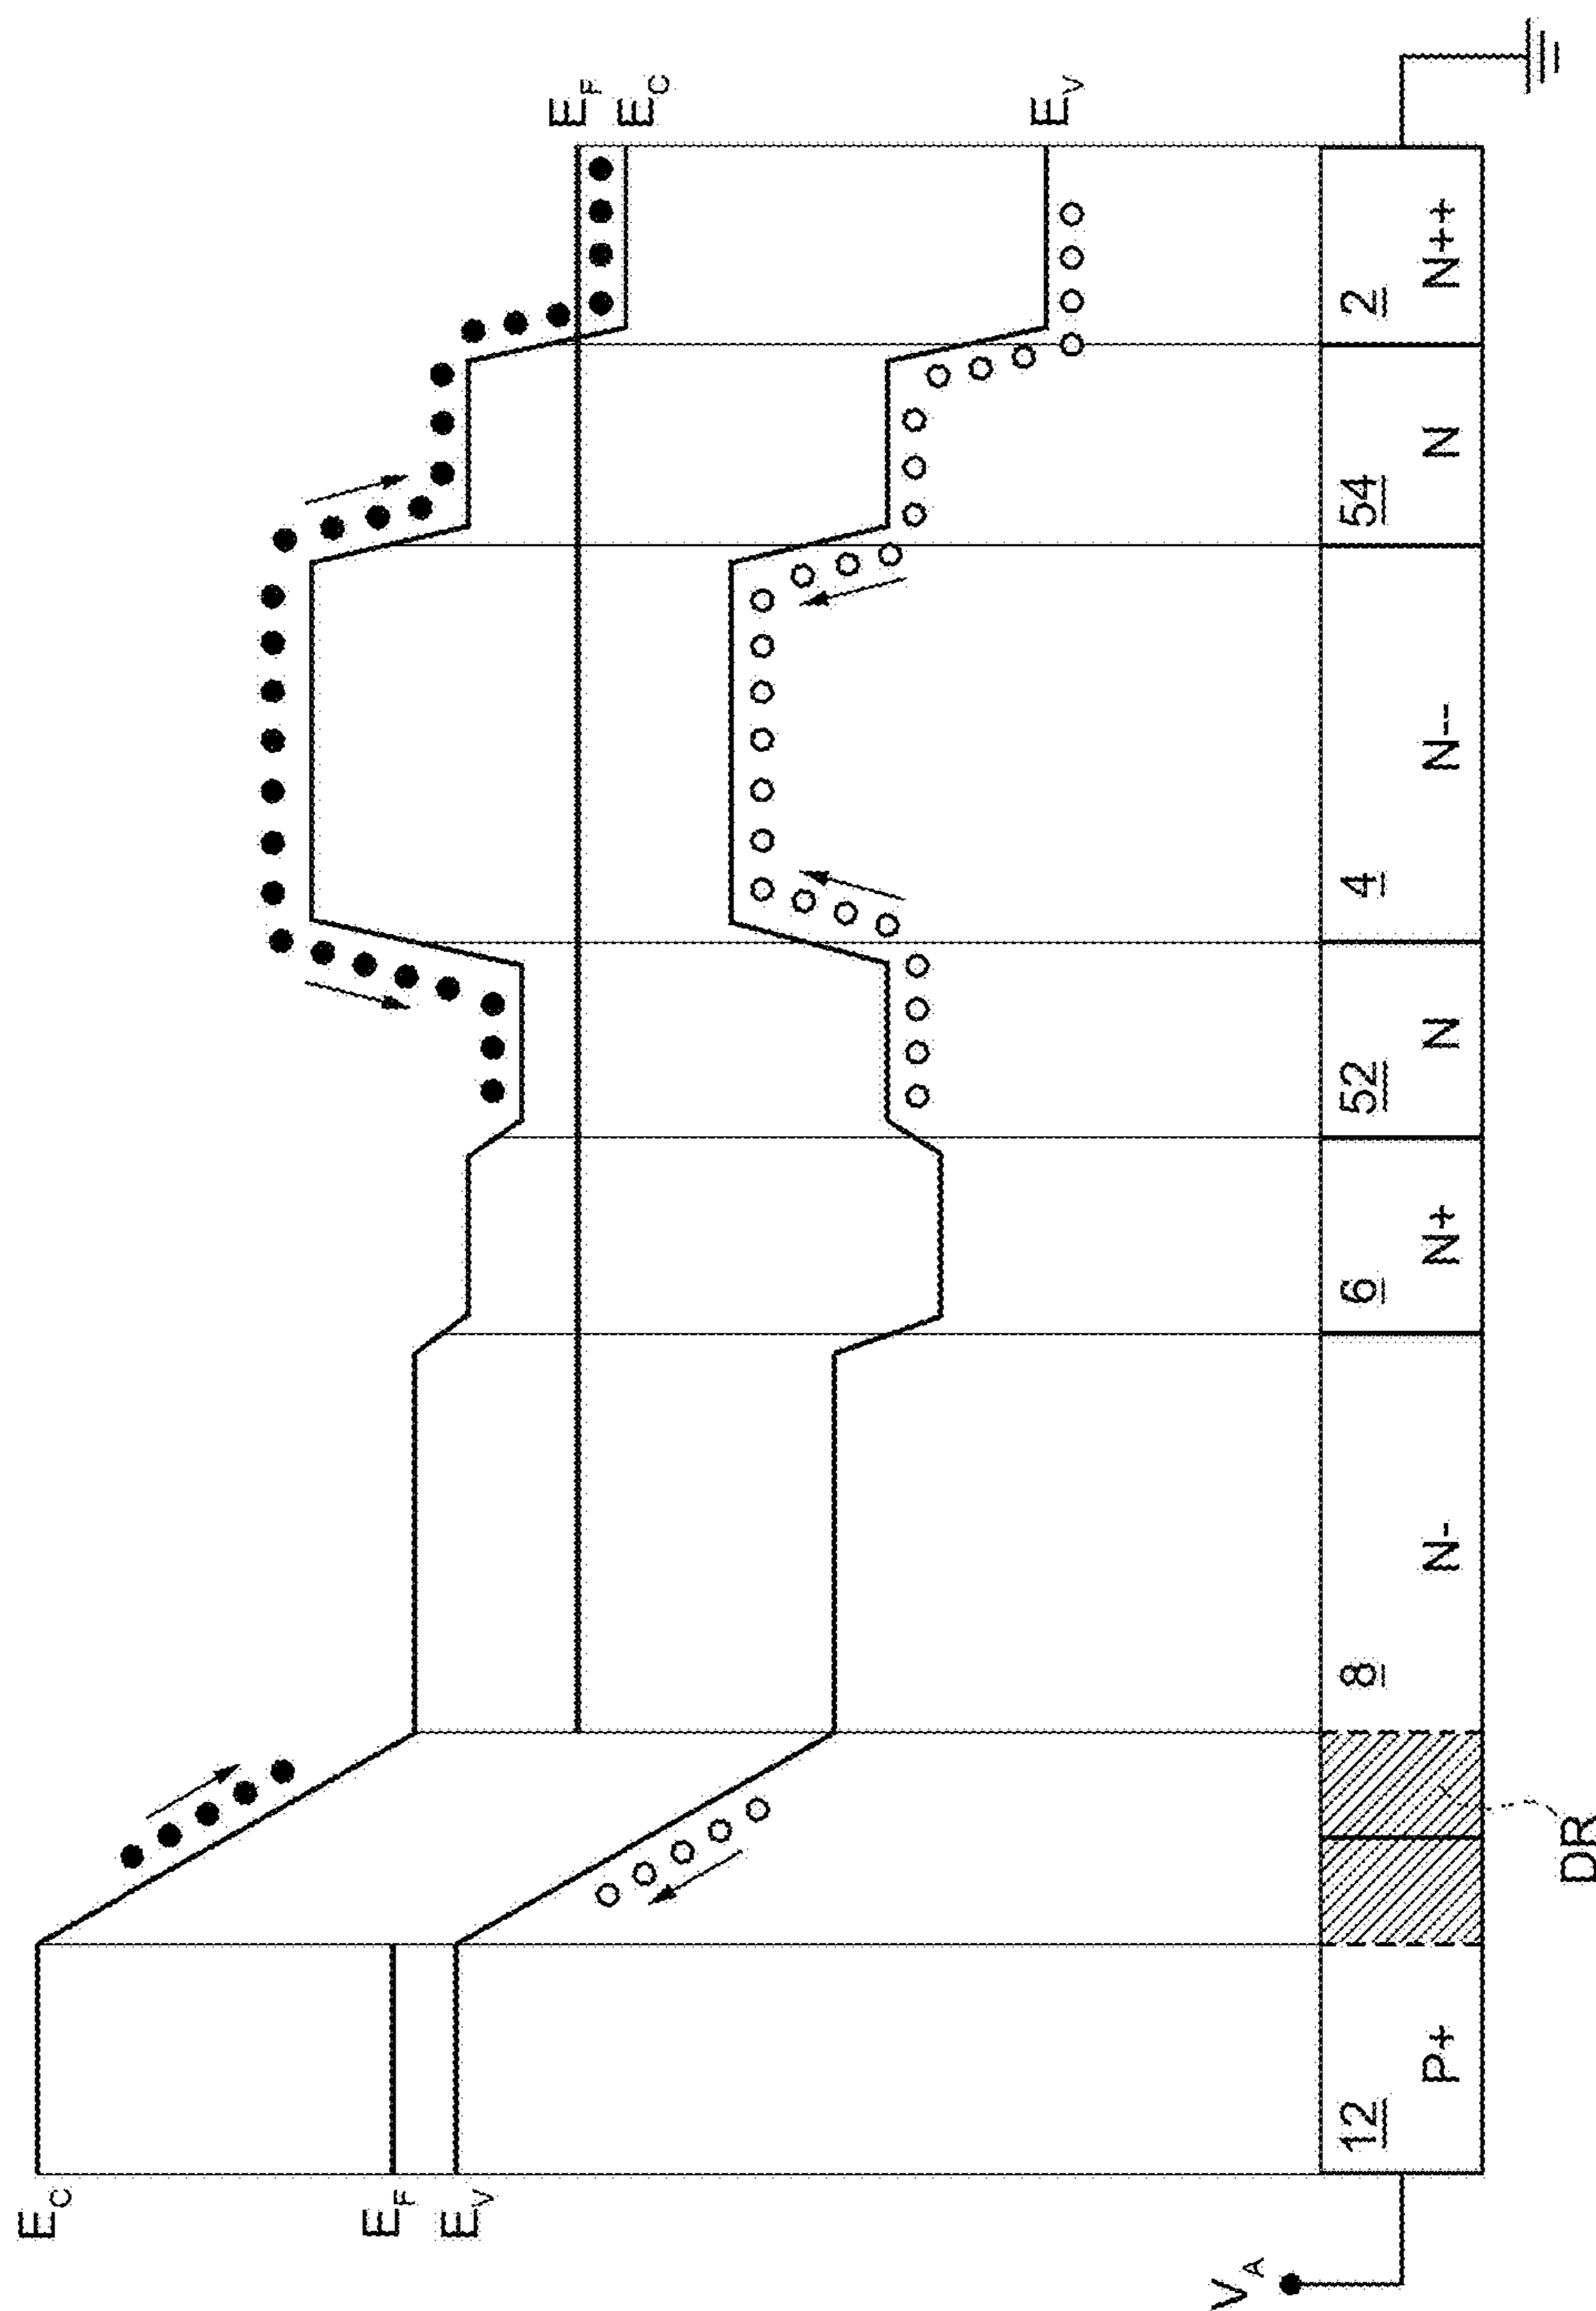 E_C
E_F
E_V
E_F
E_C
E_V
12 8 6 52 4 54 2
P+ N- N+ N N-- N N++
V_A
DR